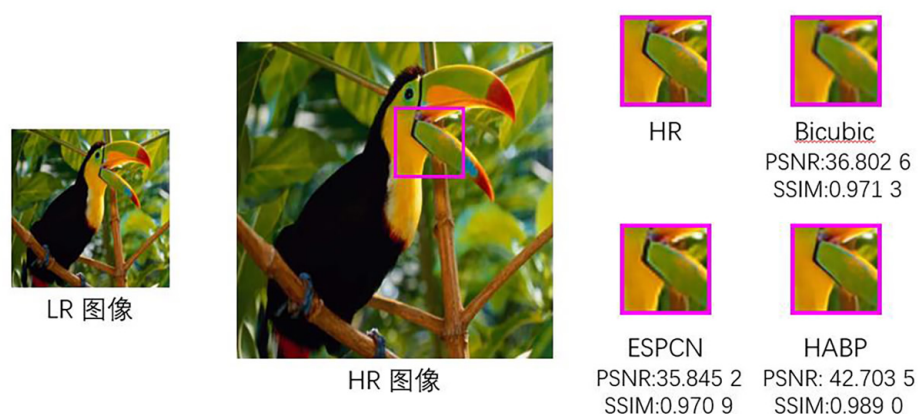 LR 图像
HR 图像
HR
Bicubic
PSNR:36.802 6
SSIM:0.971 3
ESPCN
PSNR:35.845 2
SSIM:0.970 9
HABP
PSNR: 42.703 5
SSIM:0.989 0